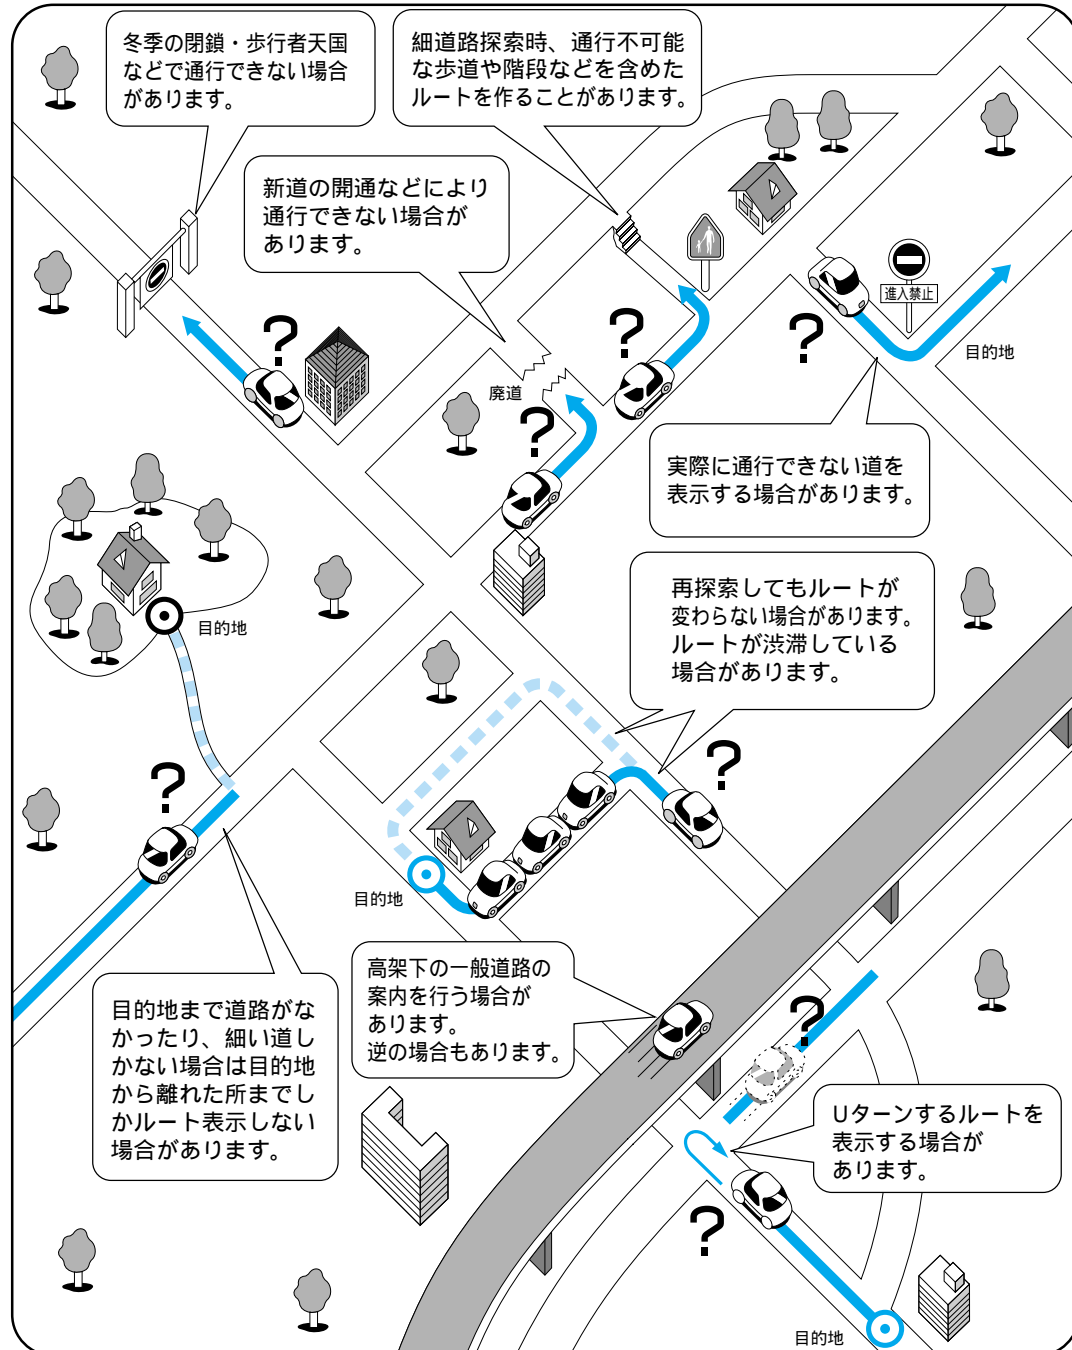 冬季の閉鎖・歩行者天国
などで通行できない場合
があります。
細道路探索時、通行不可能
な歩道や階段などを含めた
ルートを作ることがあります。
新道の開通などにより
通行できない場合が
あります。
進入禁止
目的地
廃道
実際に通行できない道を
表示する場合があります。
再探索してもルートが
変わらない場合があります。
ルートが渋滞している
場合があります。
目的地
目的地
高架下の一般道路の
案内を行う場合が
あります。
逆の場合もあります。
目的地まで道路がな
かったり、細い道し
かない場合は目的地
から離れた所までし
かルート表示しない
場合があります。
Uターンするルートを
表示する場合が
あります。
目的地
?
?
?
?
?
?
?
?
?